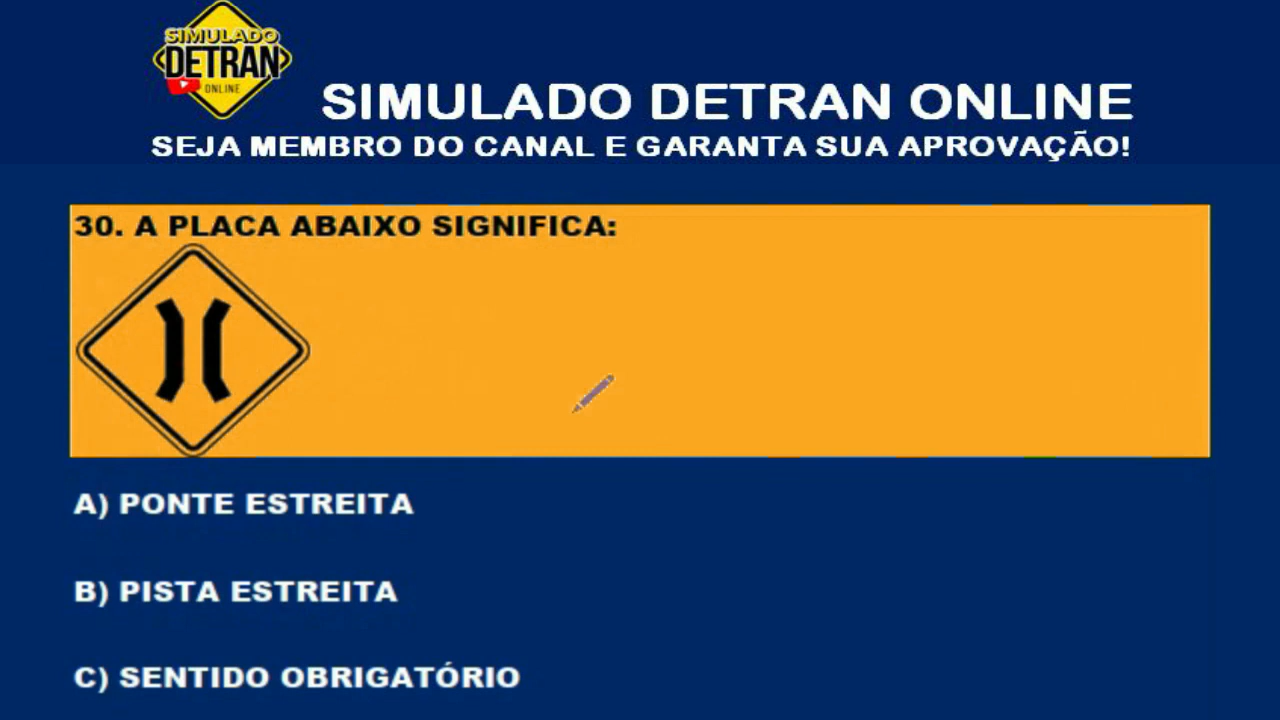 SIMULADO
DETRAN
ONLINE
SIMULADO DETRAN ONLINE
SEJA MEMBRO DO CANAL E GARANTA SUA APROVAÇÃO!
30. A PLACA ABAIXO SIGNIFICA:
A) PONTE ESTREITA
B) PISTA ESTREITA
C) SENTIDO OBRIGATÓRIO